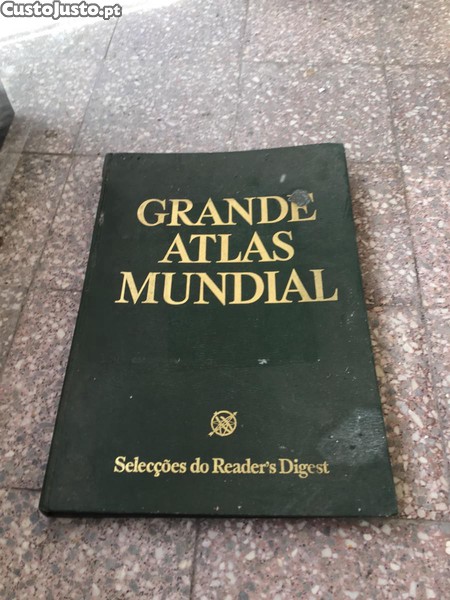 CustoJusto.pt
GRANDE
ATLAS
MUNDIAL
Selecções do Reader's Digest